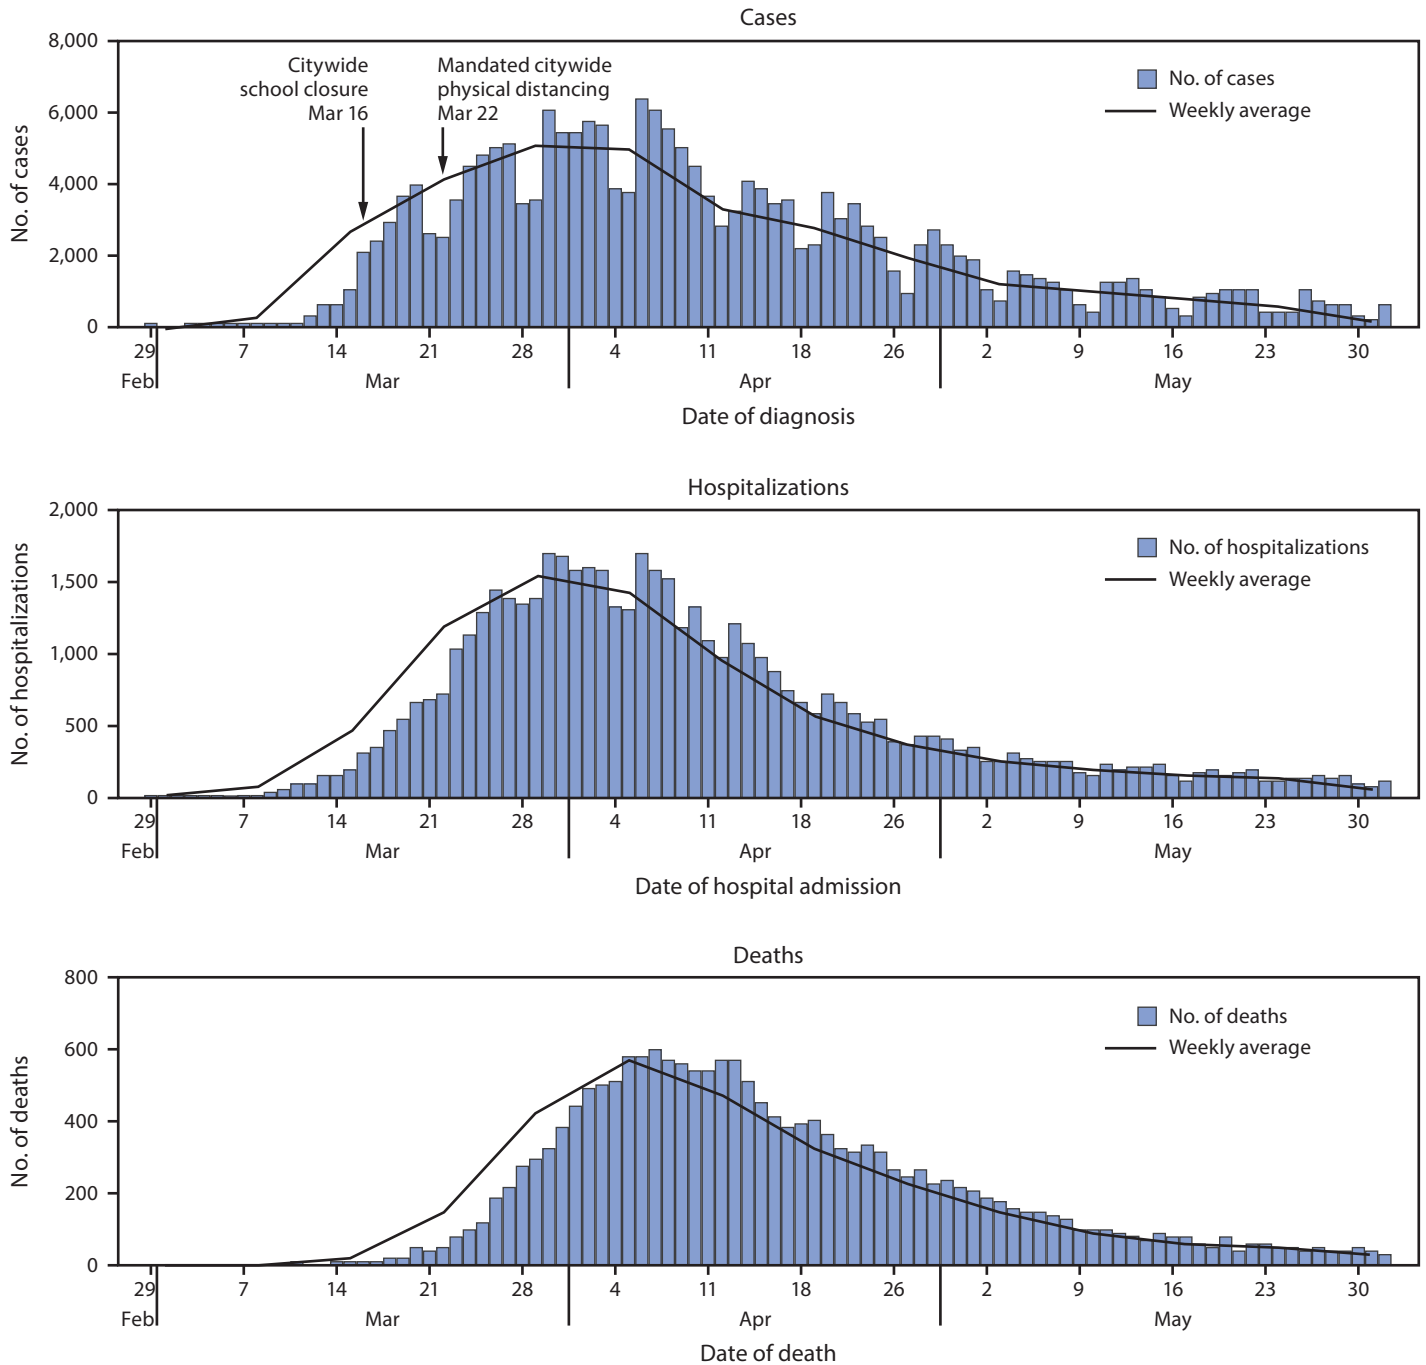 Cases
8,000
6,000
4,000
2,000
0
No. of cases
Citywide
school closure
Mar 16
Mandated citywide
physical distancing
Mar 22
No. of cases
Weekly average
29 7 14 21 28 4 11 18 26 2 9 16 23 30
Feb Mar Apr May
Date of diagnosis
Hospitalizations
2,000
1,500
1,000
500
0
No. of hospitalizations
No. of hospitalizations
Weekly average
29 7 14 21 28 4 11 18 26 2 9 16 23 30
Feb Mar Apr May
Date of hospital admission
Deaths
800
600
400
200
0
No. of deaths
No. of deaths
Weekly average
29 7 14 21 28 4 11 18 26 2 9 16 23 30
Feb Mar Apr May
Date of death